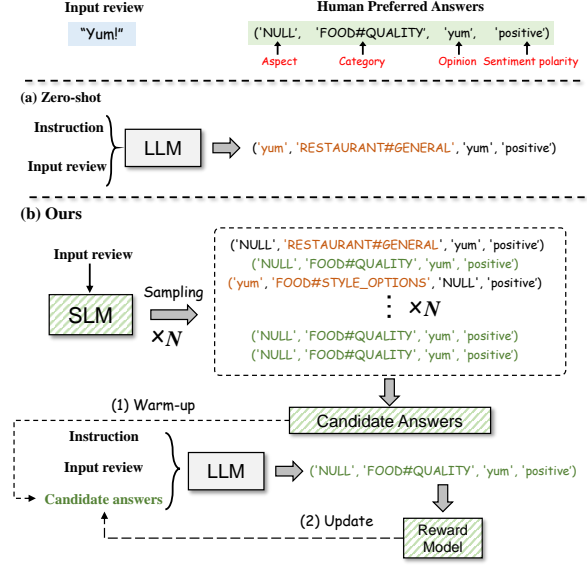 Input review
Human Preferred Answers
"Yum!"
('NULL', 'FOOD#QUALITY', 'yum', 'positive')
Aspect
Category
Opinion
Sentiment polarity
(a) Zero-shot
Instruction
Input review
LLM
('yum', 'RESTAURANT#GENERAL', 'yum', 'positive')
(b) Ours
Input review
SLM
Sampling
×N
('NULL', 'RESTAURANT#GENERAL', 'yum', 'positive')
('NULL', 'FOOD#QUALITY', 'yum', 'positive')
('yum', 'FOOD#STYLE_OPTIONS', 'NULL', 'positive')
⋮ ×N
('NULL', 'FOOD#QUALITY', 'yum', 'positive')
('NULL', 'FOOD#QUALITY', 'yum', 'positive')
(1) Warm-up
Candidate Answers
Instruction
Input review
Candidate answers
LLM
('NULL', 'FOOD#QUALITY', 'yum', 'positive')
(2) Update
Reward
Model